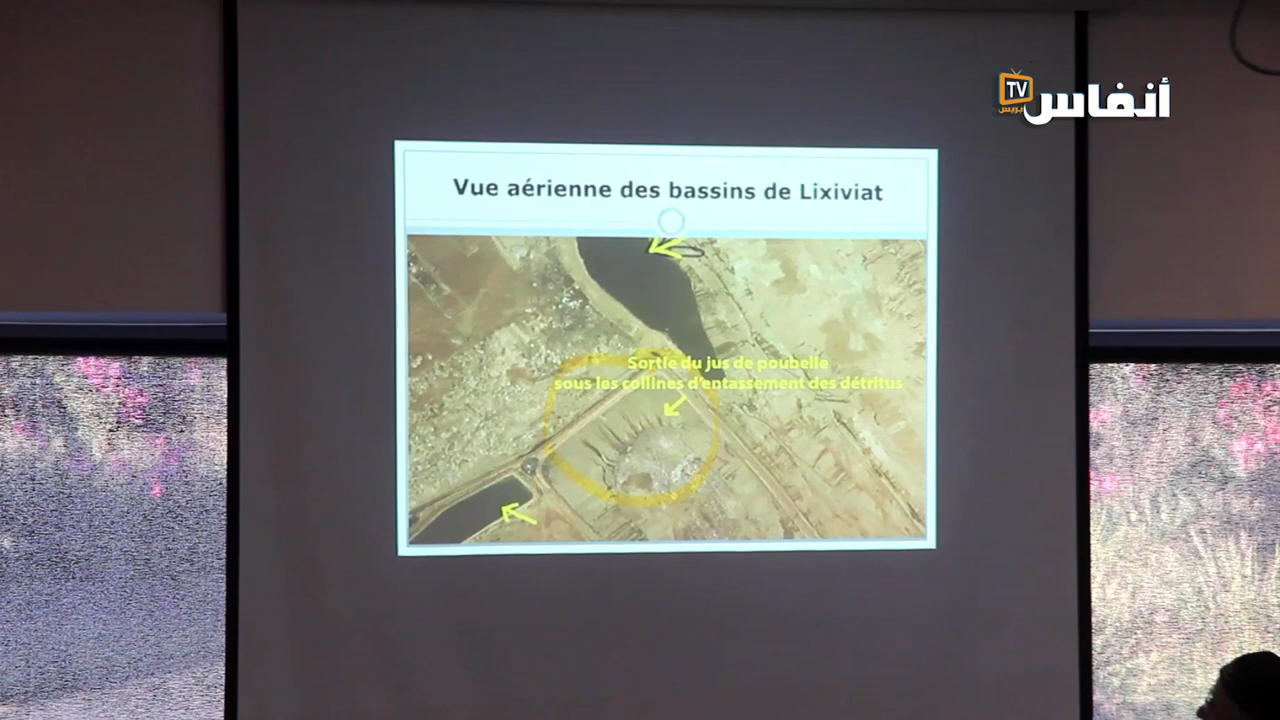 TV
بريس
أنفاس
Vue aérienne des bassins de Lixiviat
Sortie du jus de poubelle
sous les collines d'entassement des détritus